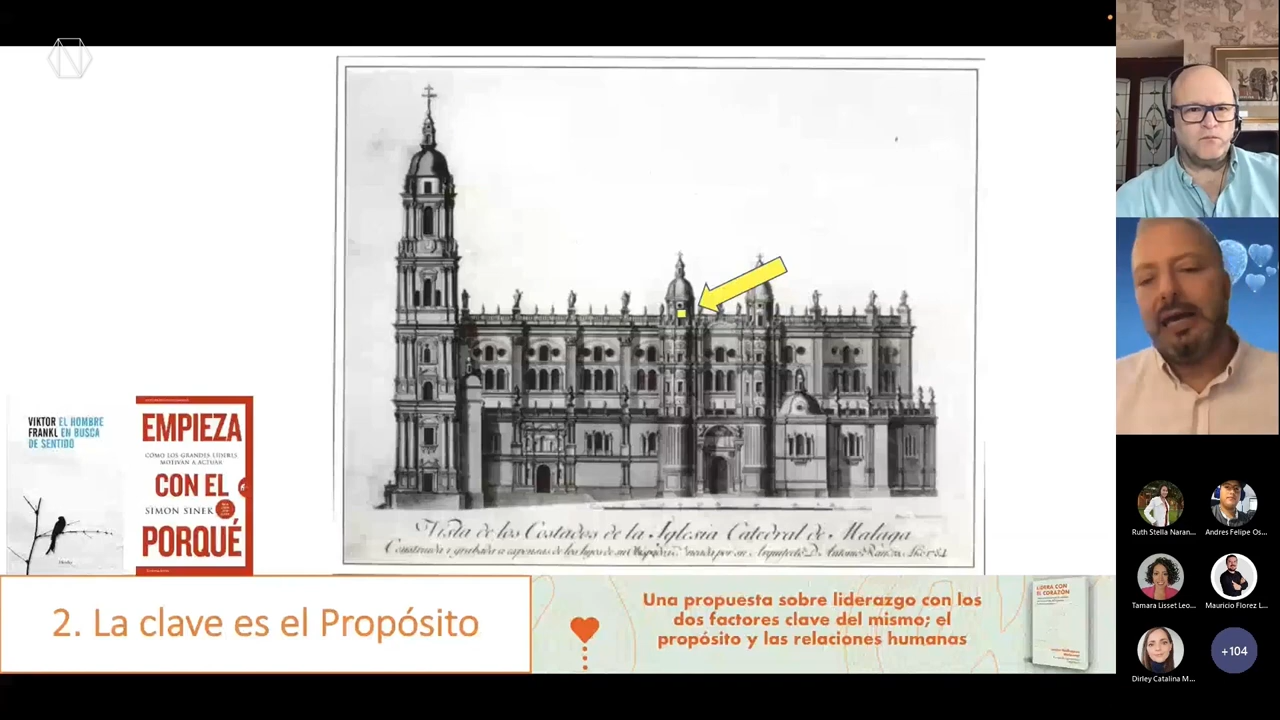 VIKTOR EL HOMBRE
FRANKL EN BUSCA
DE SENTIDO
EMPIEZA
CÓMO LOS GRANDES LÍDERES
MOTIVAN A ACTUAR
CON EL
SIMON SINEK
PORQUÉ
Vista de los Costados de la Iglesia Catedral de Malaga
2. La clave es el Propósito
Una propuesta sobre liderazgo con los
dos factores clave del mismo; el
propósito y las relaciones humanas
LIDERA CON
EL CORAZÓN
Ruth Stella Naran...
Andres Felipe Os...
Tamara Lisset Leo...
Mauricio Florez L...
+104
Dirley Catalina M...